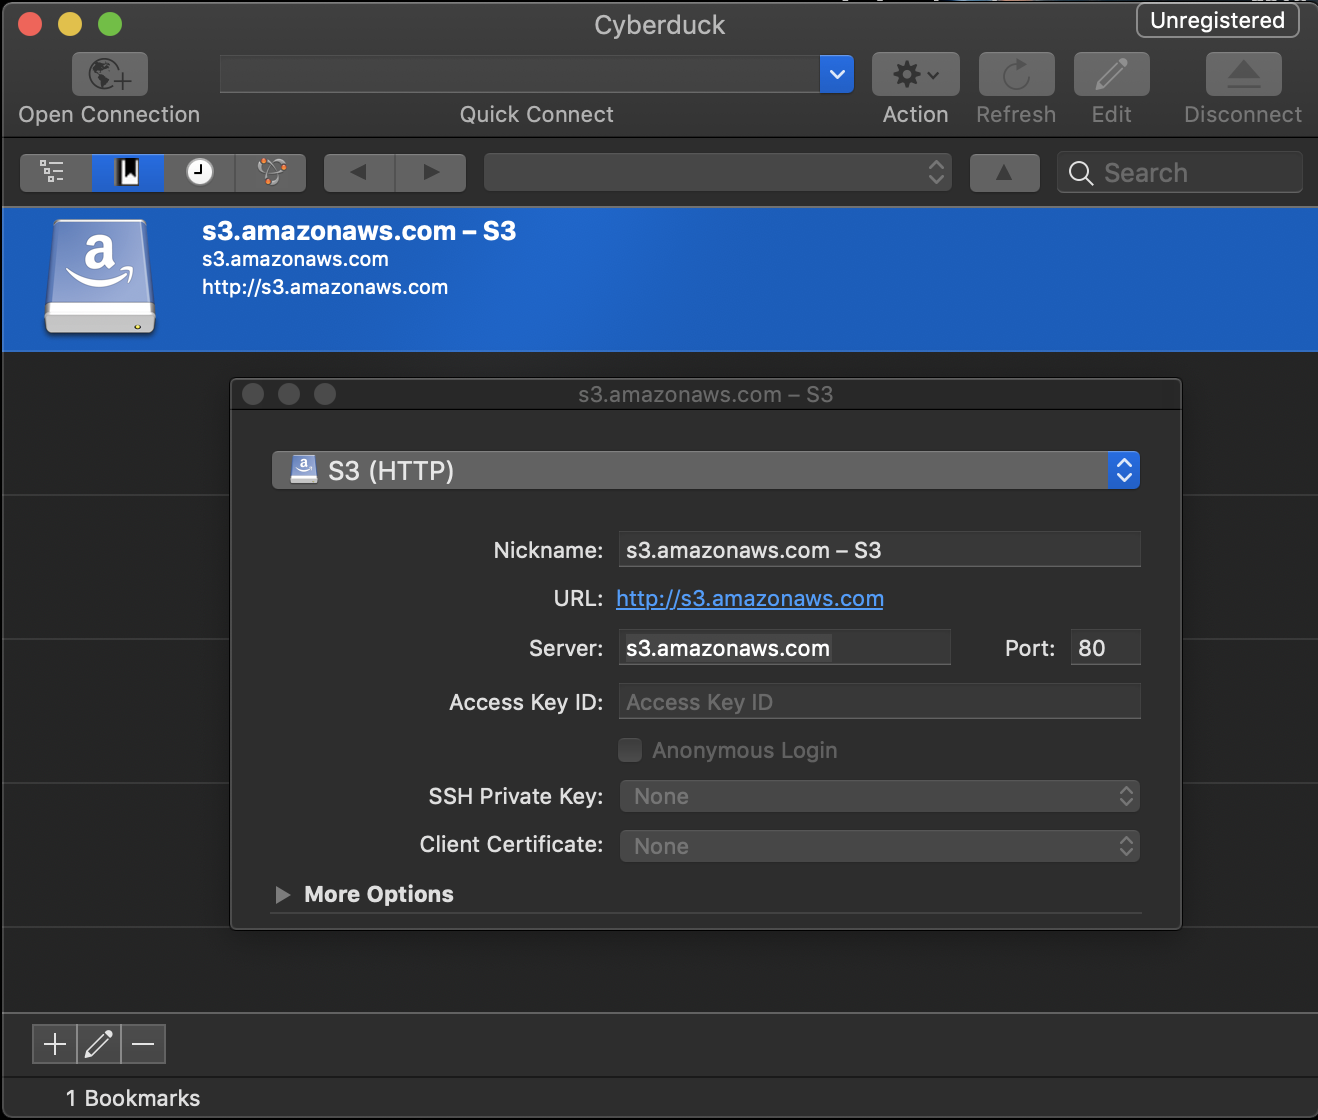 Cyberduck
Unregistered
Open Connection
Quick Connect
Action
Refresh
Edit
Disconnect
Search
s3.amazonaws.com – S3
s3.amazonaws.com
http://s3.amazonaws.com
s3.amazonaws.com – S3
S3 (HTTP)
Nickname: s3.amazonaws.com – S3
URL: http://s3.amazonaws.com
Server: s3.amazonaws.com Port: 80
Access Key ID: Access Key ID
Anonymous Login
SSH Private Key: None
Client Certificate: None
More Options
1 Bookmarks